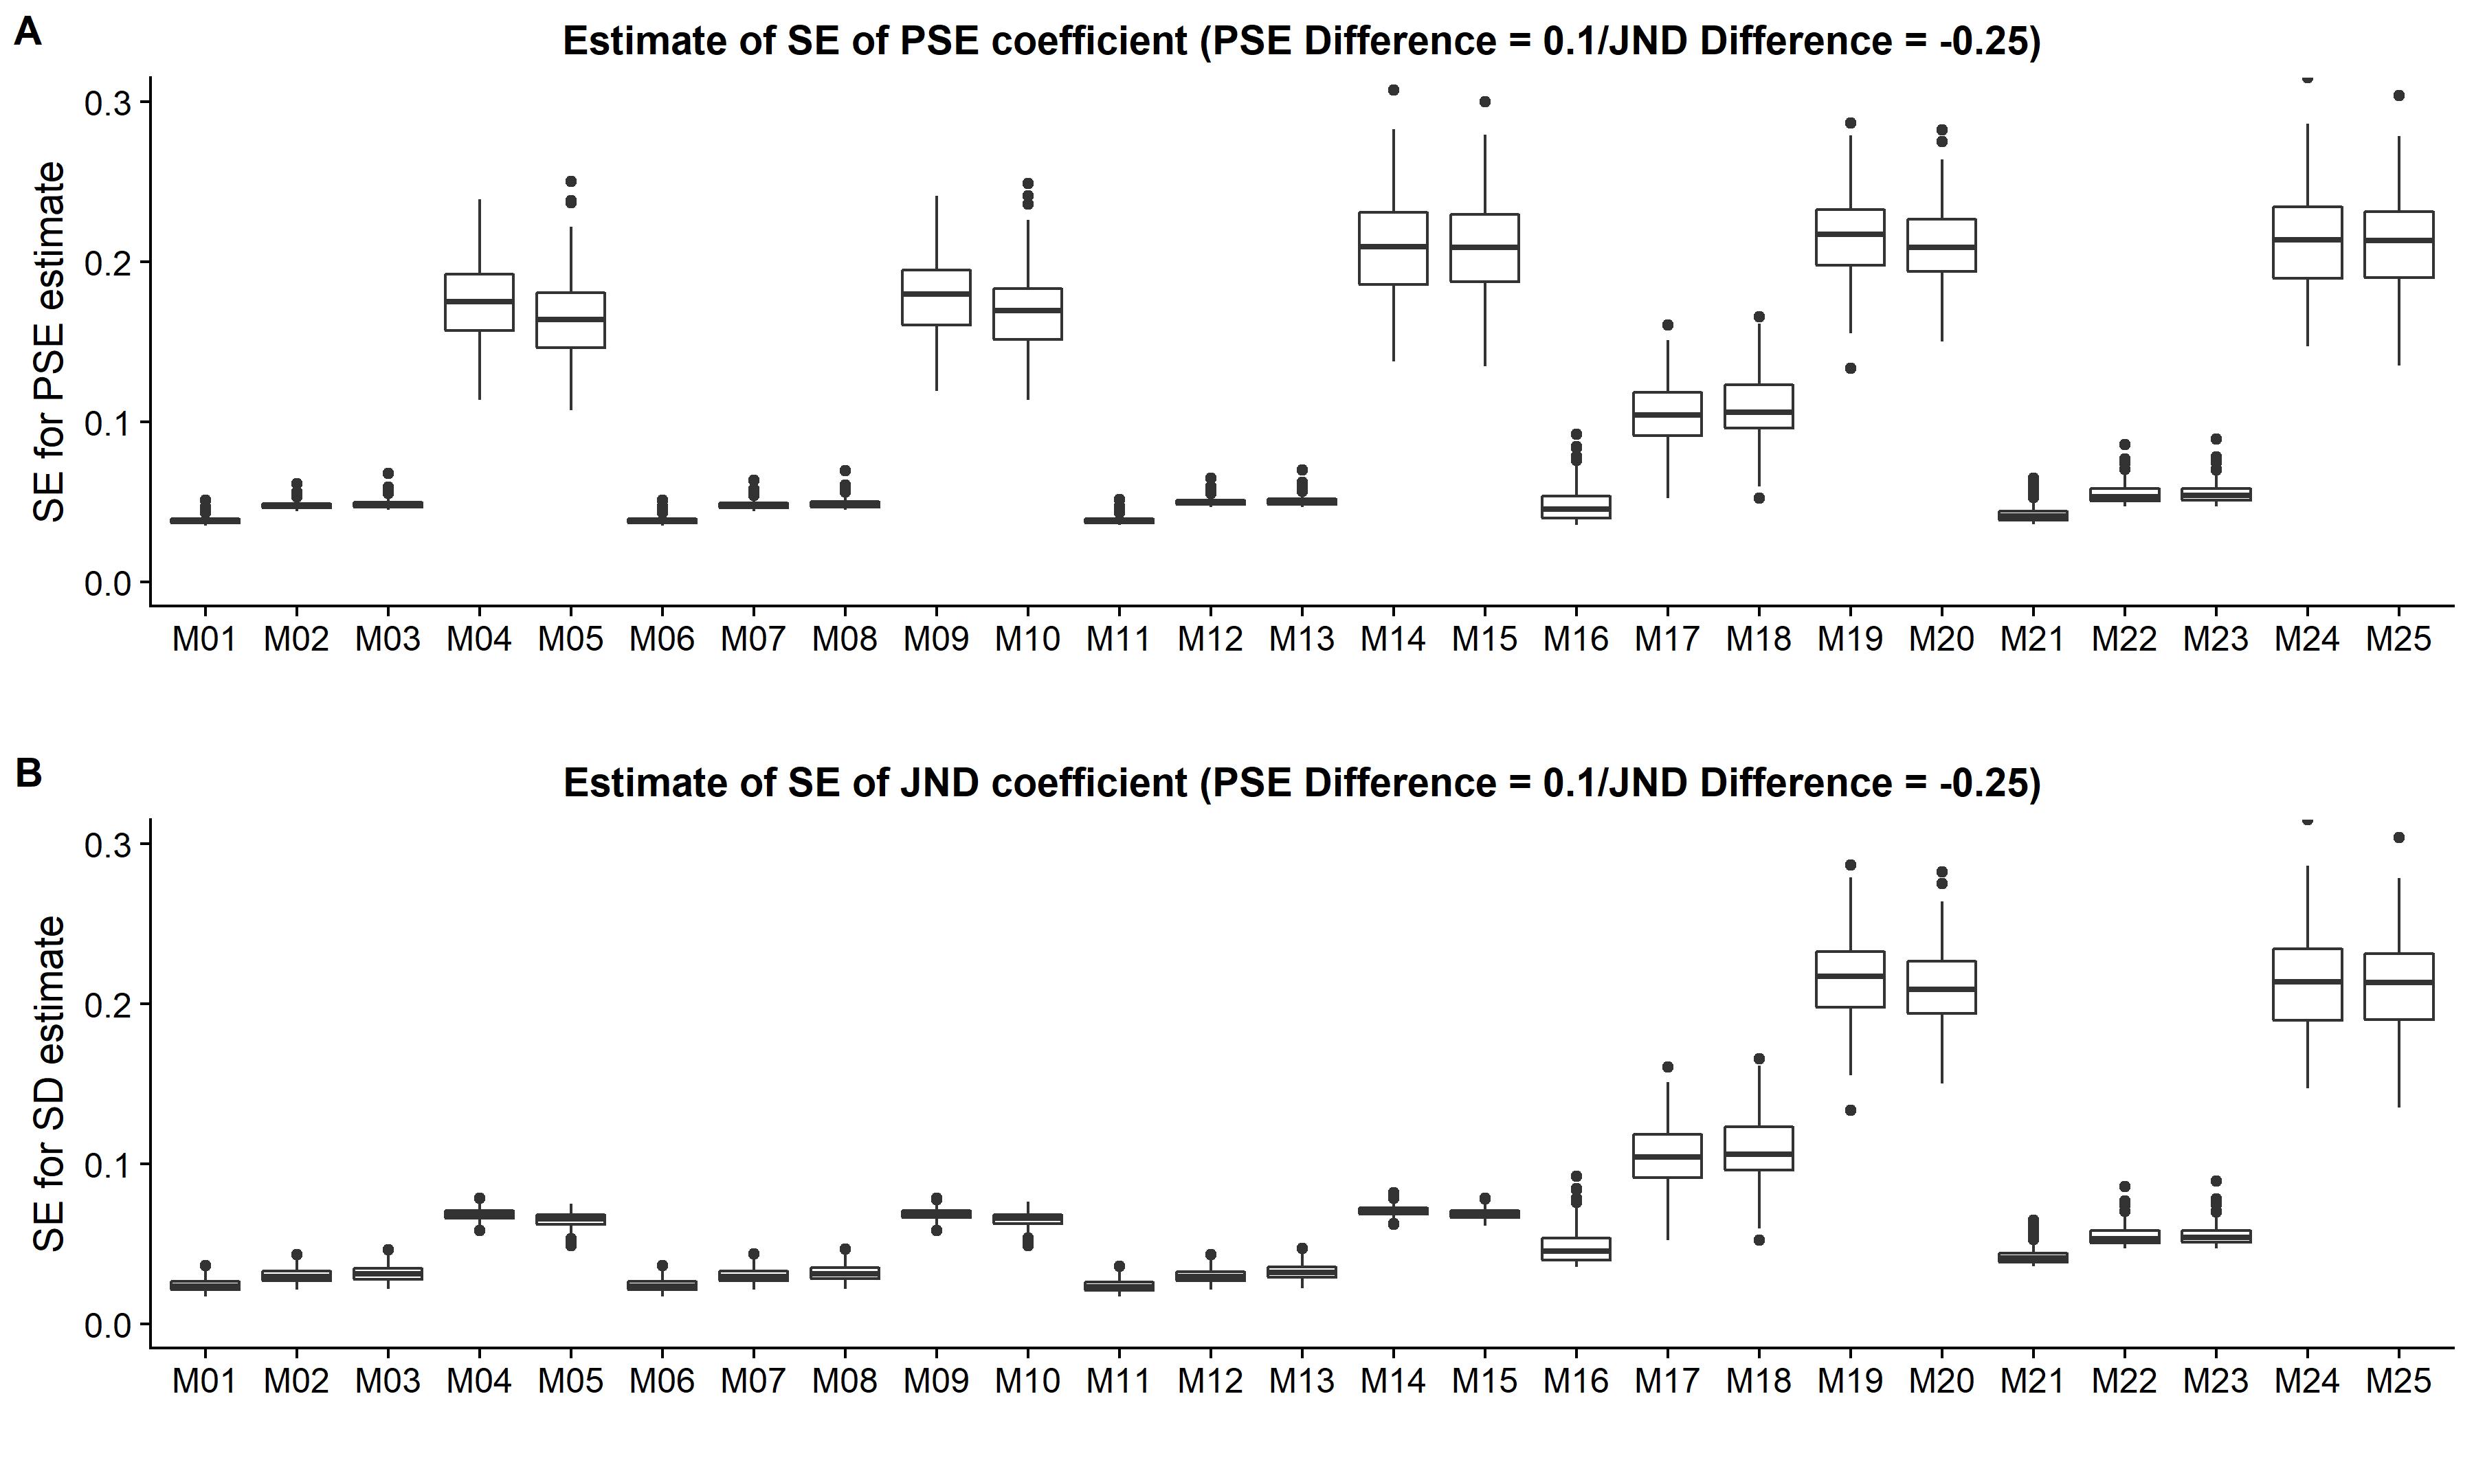 A
Estimate of SE of PSE coefficient (PSE Difference = 0.1/JND Difference = -0.25)
SE for PSE estimate
0.3
0.2
0.1
0.0
M01 M02 M03 M04 M05 M06 M07 M08 M09 M10 M11 M12 M13 M14 M15 M16 M17 M18 M19 M20 M21 M22 M23 M24 M25
B
Estimate of SE of JND coefficient (PSE Difference = 0.1/JND Difference = -0.25)
SE for SD estimate
0.3
0.2
0.1
0.0
M01 M02 M03 M04 M05 M06 M07 M08 M09 M10 M11 M12 M13 M14 M15 M16 M17 M18 M19 M20 M21 M22 M23 M24 M25